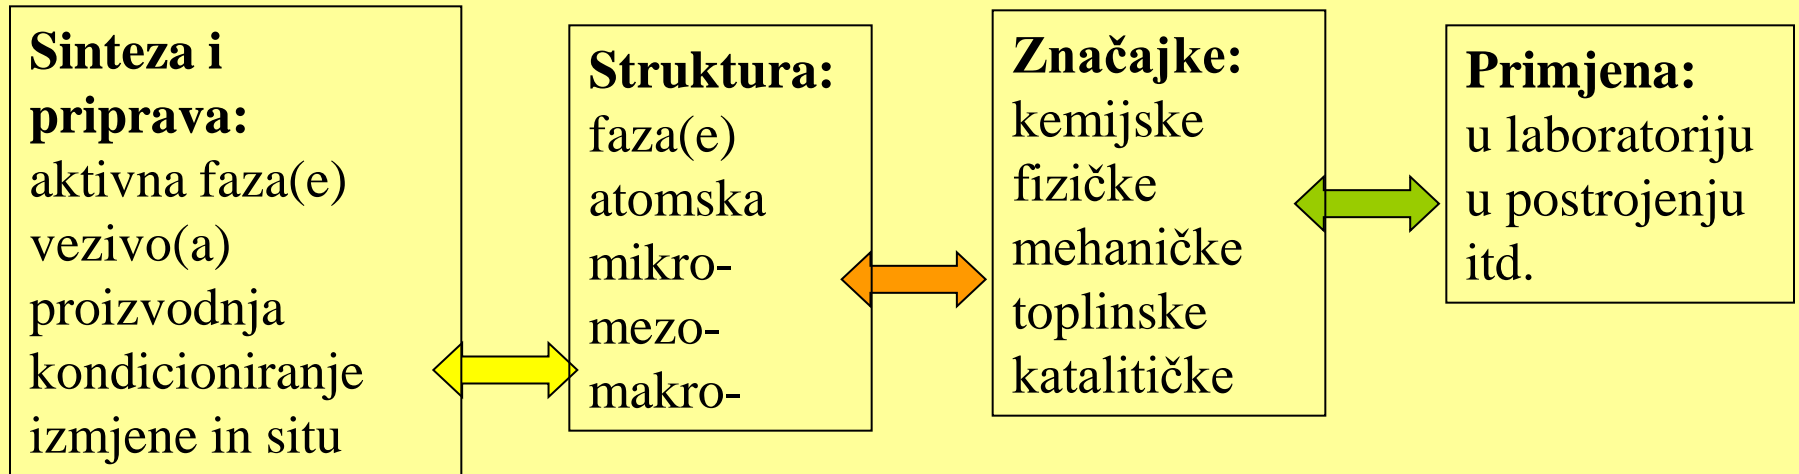 Sinteza i
priprava:
aktivna faza(e)
vezivo(a)
proizvodnja
kondicioniranje
izmjene in situ
Struktura:
faza(e)
atomska
mikro-
mezo-
makro-
Značajke:
kemijske
fizičke
mehaničke
toplinske
katalitičke
Primjena:
u laboratoriju
u postrojenju
itd.